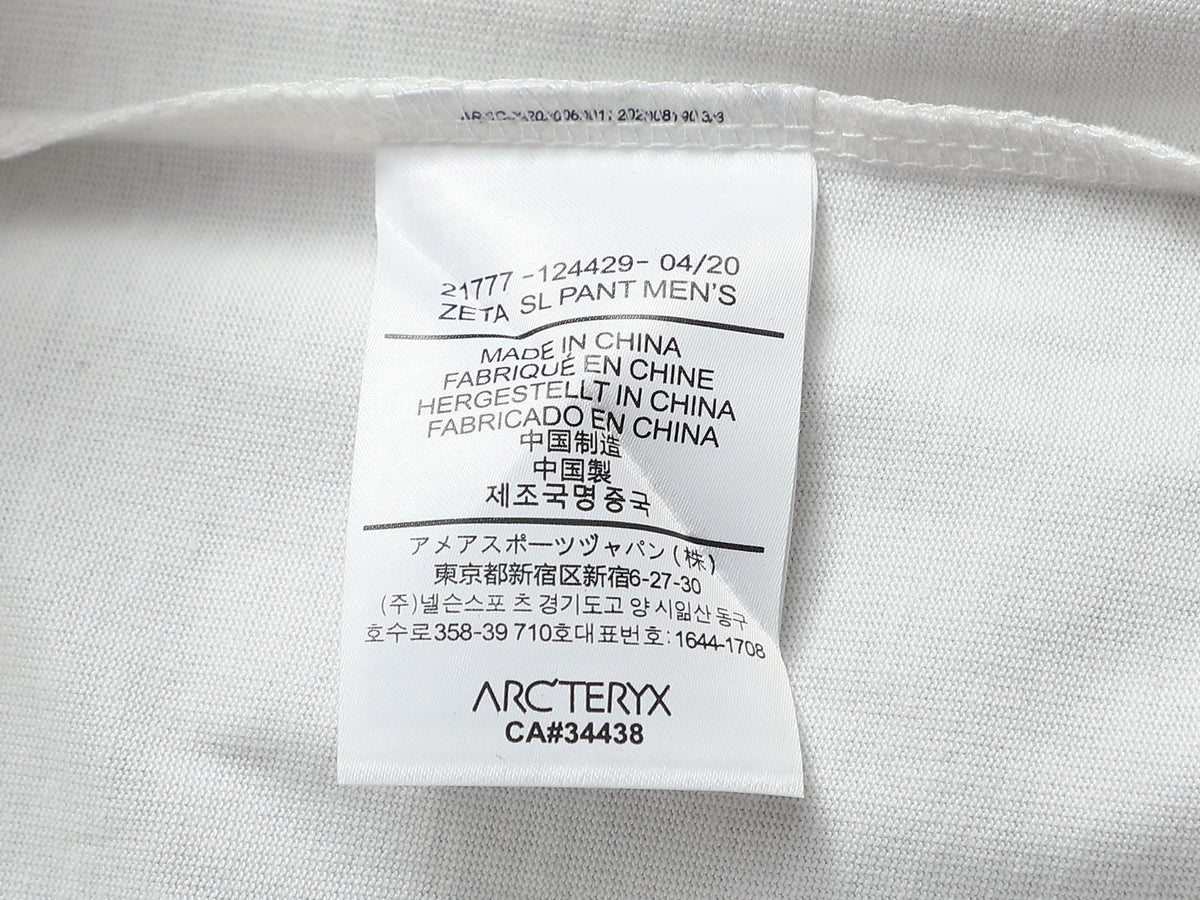 21777 -124429- 04/20
ZETA SL PANT MEN'S
MADE IN CHINA
FABRIQUÉ EN CHINE
HERGESTELLT IN CHINA
FABRICADO EN CHINA
中国制造
中国製
제조국명 중국
アメアスポーツヅャパン(株)
東京都新宿区新宿6-27-30
(주)넬슨스포 츠 경기도고 양 시일산 동구
호수로358-39 710호대표번호: 1644-1708
ARC'TERYX
CA#34438